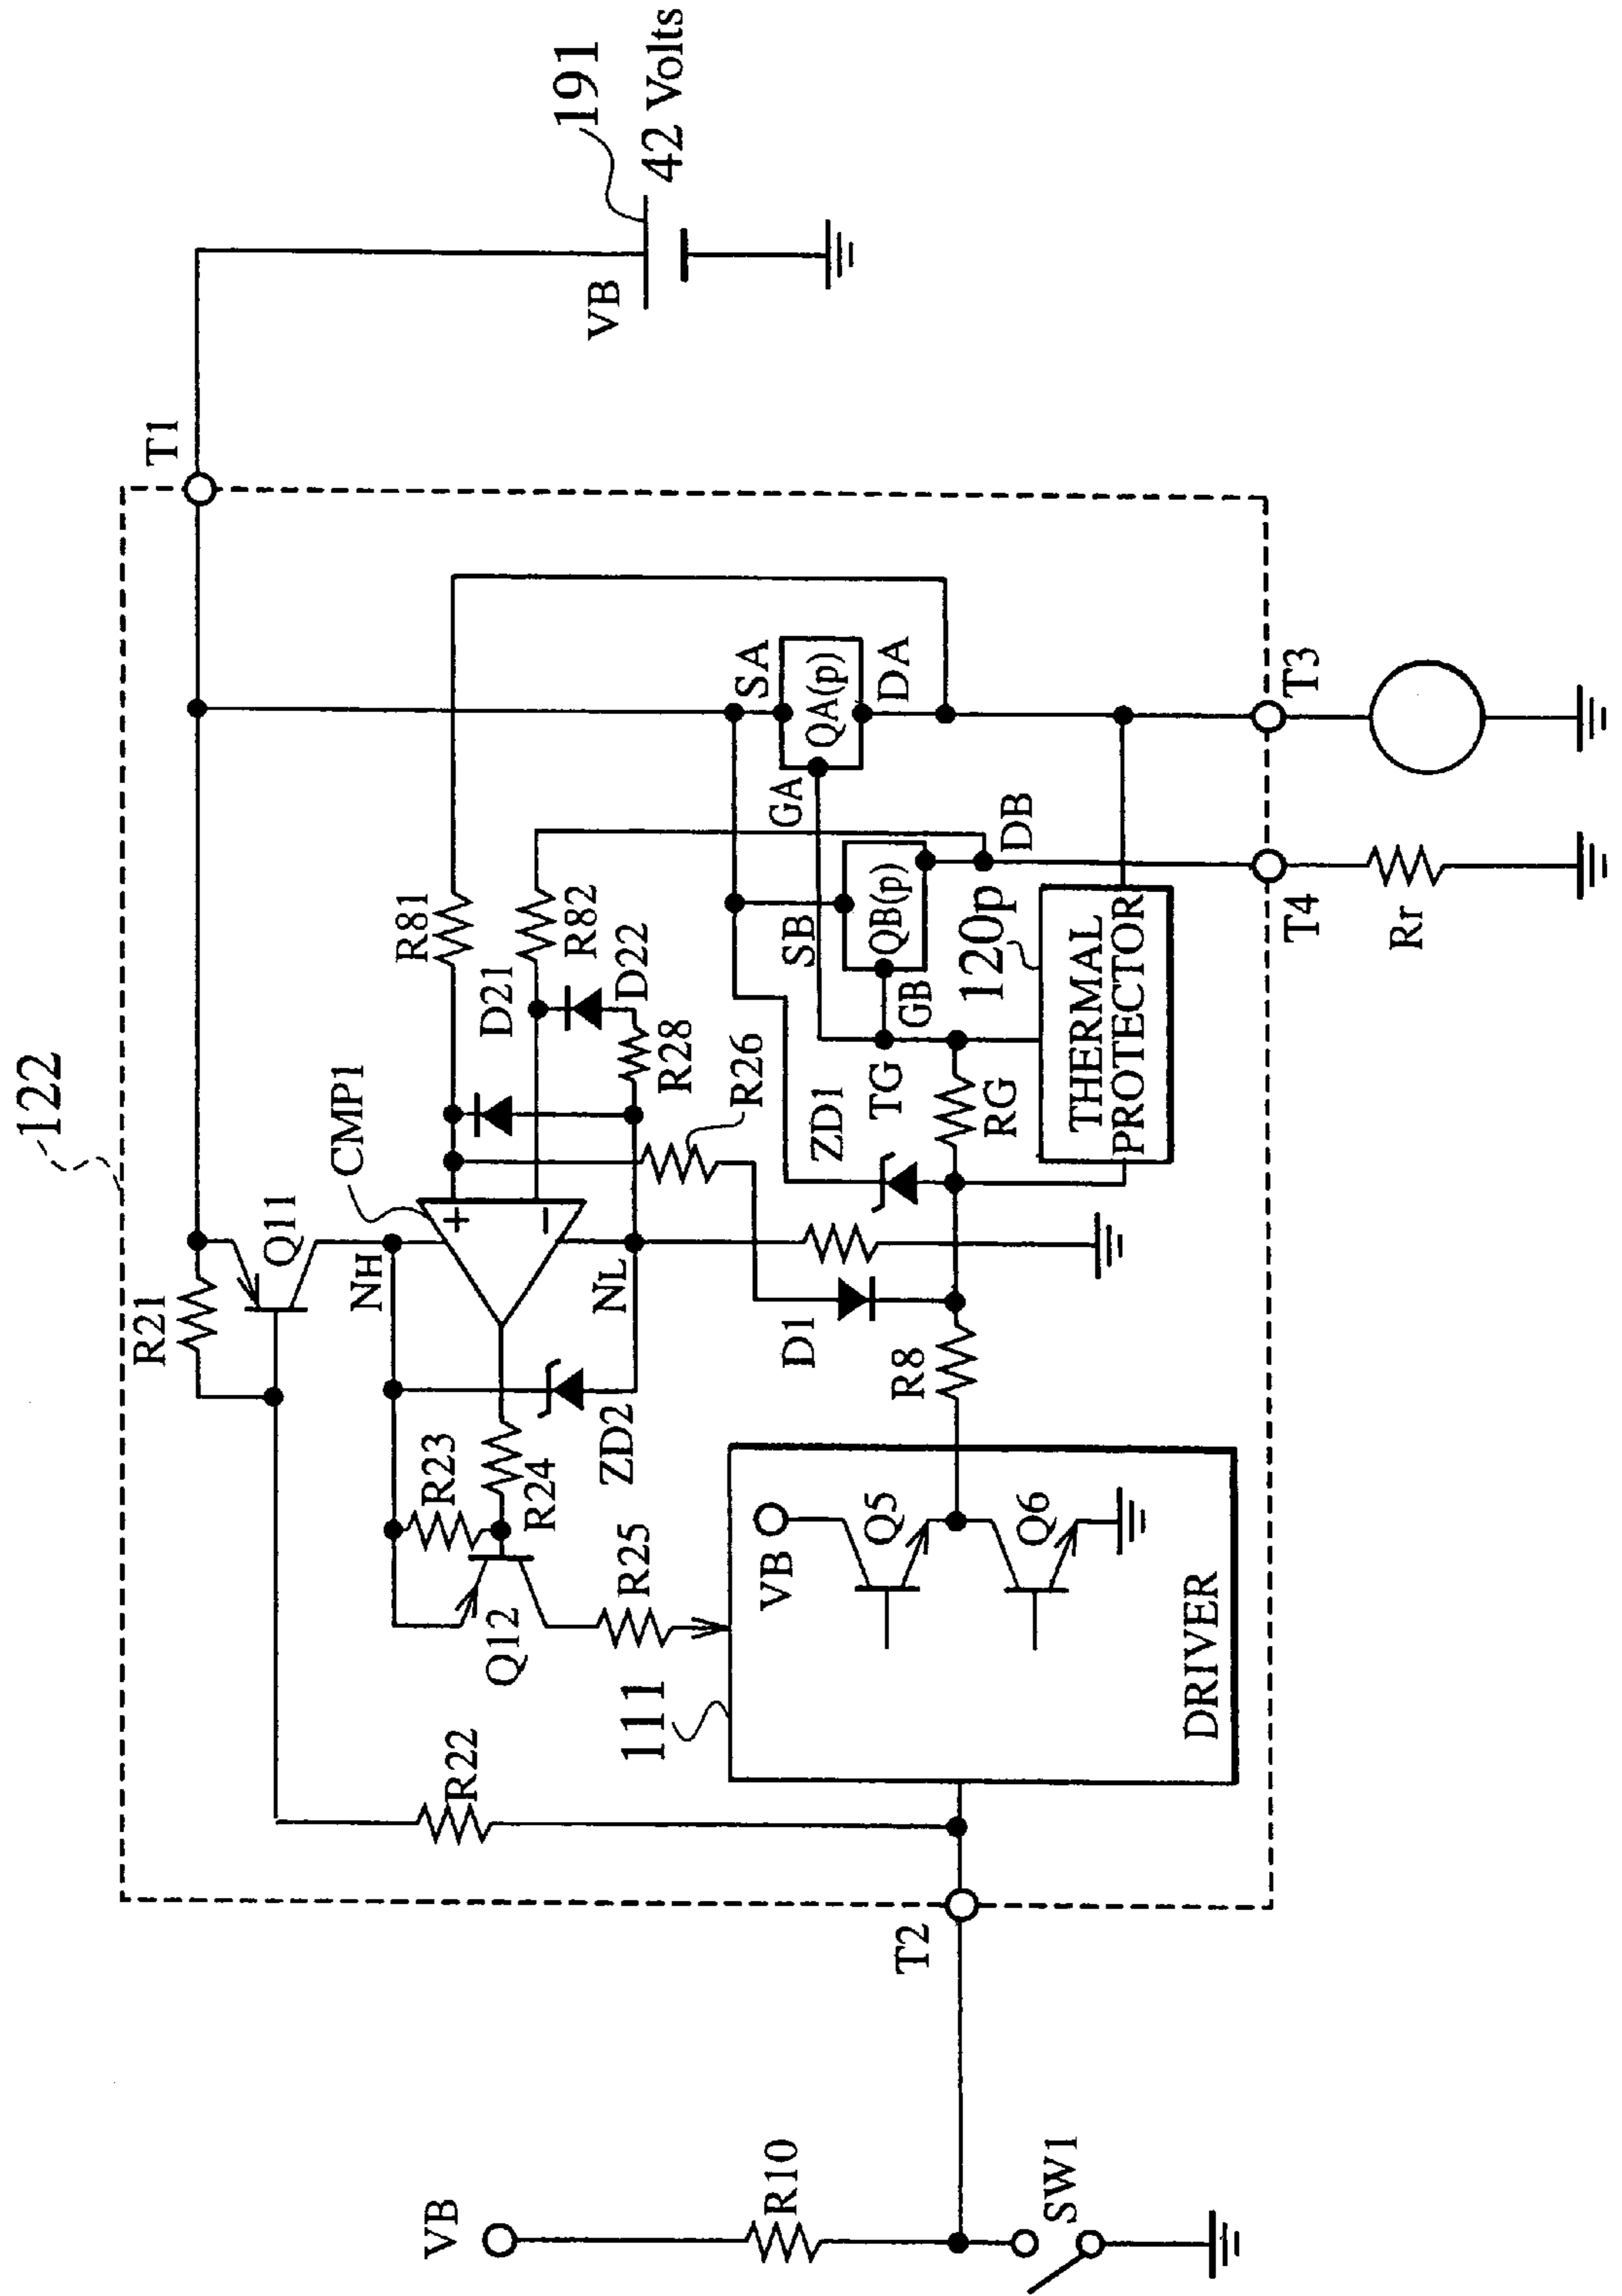 122
T1
191
42 Volts
VB
R21
Q11
CMP1
NH
+
−
NL
R81
D21
R82
D22
R28
R26
R23
R24
ZD2
Q12
R25
R22
111
VB
Q5
Q6
DRIVER
D1
R8
ZD1
TG
RG
SA
QA(p)
DA
GA
SB
QB(p)
GB
DB
120p
THERMAL
PROTECTOR
T3
T4
Rr
T2
VB
R10
SW1